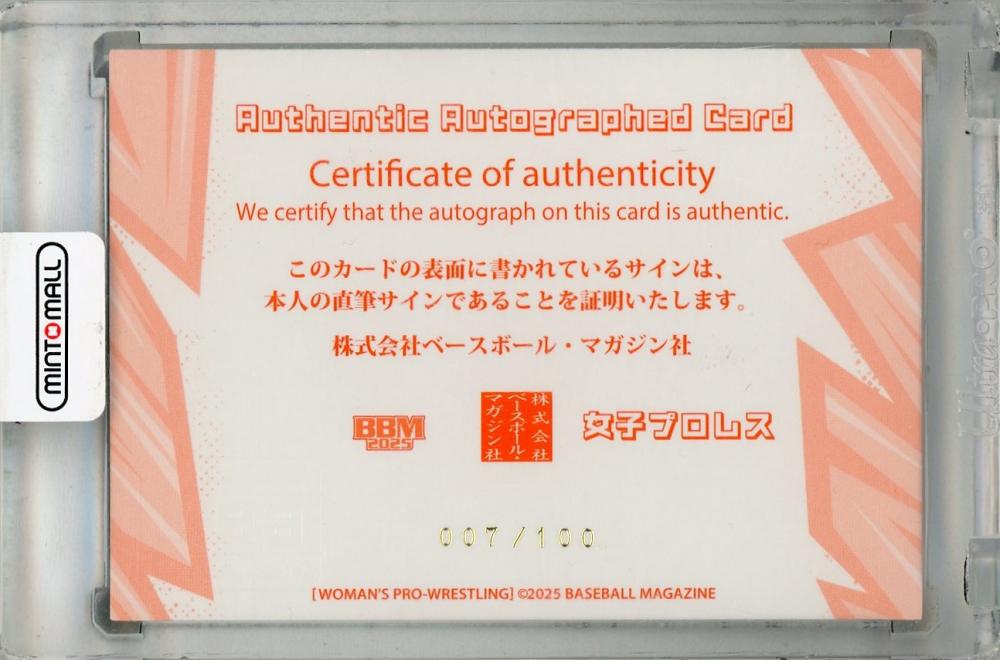 Authentic Autographed Card
Certificate of authenticity
We certify that the autograph on this card is authentic.
このカードの表面に書かれているサインは、
本人の直筆サインであることを証明いたします。
株式会社ベースボール・マガジン社
BBM
2025
株式会社
ベースボール・
マガジン社
女子プロレス
007/100
[WOMAN'S PRO-WRESTLING] ©2025 BASEBALL MAGAZINE
MINTOMALL